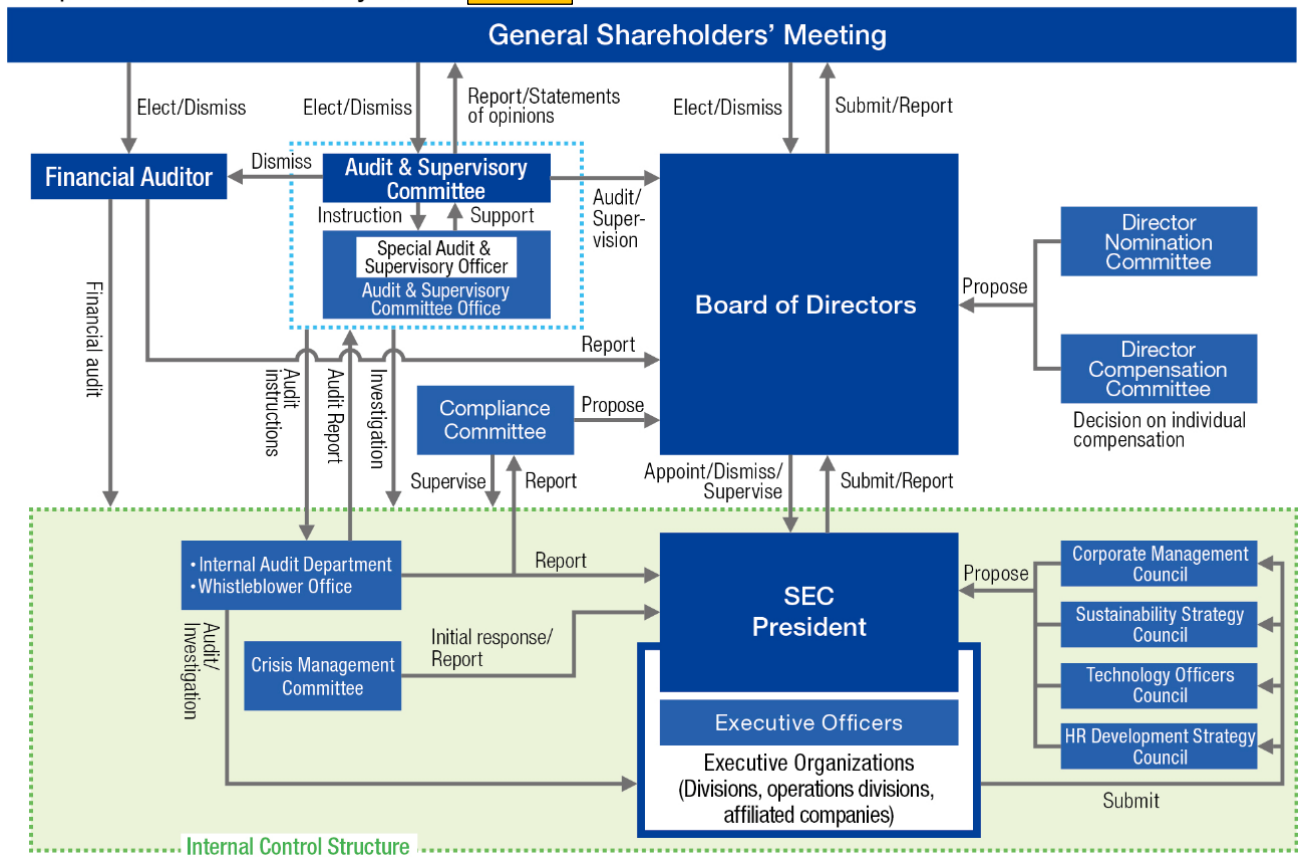 General Shareholders' Meeting
Elect/Dismiss
Elect/Dismiss
Report/Statements
of opinions
Elect/Dismiss
Submit/Report
Financial Auditor
Dismiss
Audit & Supervisory
Committee
Audit/
Super-
vision
Instruction
Support
Special Audit &
Supervisory Officer
Audit & Supervisory
Committee Office
Board of Directors
Director
Nomination
Committee
Propose
Director
Compensation
Committee
Decision on individual
compensation
Financial audit
Report
Audit
instructions
Audit Report
Investigation
Compliance
Committee
Propose
Supervise
Report
Appoint/Dismiss/
Supervise
Submit/Report
• Internal Audit Department
• Whistleblower Office
Report
SEC
President
Propose
Corporate Management
Council
Sustainability Strategy
Council
Technology Officers
Council
HR Development Strategy
Council
Audit/
Investigation
Crisis Management
Committee
Initial response/
Report
Executive Officers
Executive Organizations
(Divisions, operations divisions,
affiliated companies)
Submit
Internal Control Structure